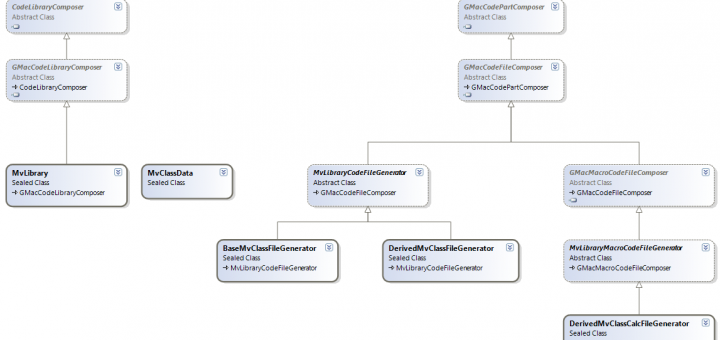 CodeLibraryComposer
Abstract Class
GMacCodePartComposer
Abstract Class
GMacCodeLibraryComposer
Abstract Class
CodeLibraryComposer
GMacCodeFileComposer
Abstract Class
GMacCodePartComposer
MvLibrary
Sealed Class
GMacCodeLibraryComposer
MvClassData
Sealed Class
MvLibraryCodeFileGenerator
Abstract Class
GMacCodeFileComposer
GMacMacroCodeFileComposer
Abstract Class
GMacCodeFileComposer
BaseMvClassFileGenerator
Sealed Class
MvLibraryCodeFileGenerator
DerivedMvClassFileGenerator
Sealed Class
MvLibraryCodeFileGenerator
MvLibraryMacroCodeFileGenerator
Abstract Class
GMacMacroCodeFileComposer
DerivedMvClassCalcFileGenerator
Sealed Class